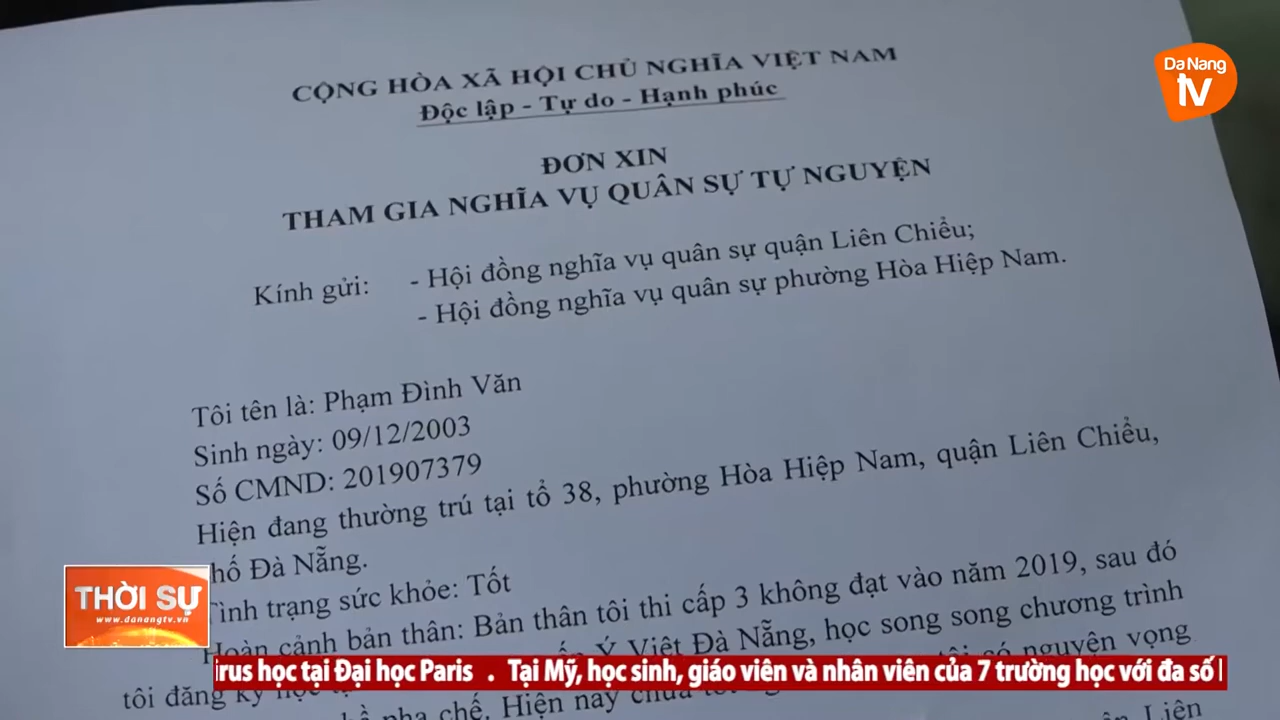 CỘNG HÒA XÃ HỘI CHỦ NGHĨA VIỆT NAM
Độc lập - Tự do - Hạnh phúc
Da Nang
tv
ĐƠN XIN
THAM GIA NGHĨA VỤ QUÂN SỰ TỰ NGUYỆN
Kính gửi: - Hội đồng nghĩa vụ quân sự quận Liên Chiểu;
- Hội đồng nghĩa vụ quân sự phường Hòa Hiệp Nam.
Tôi tên là: Phạm Đình Văn
Sinh ngày: 09/12/2003
Số CMND: 201907379
Hiện đang thường trú tại tổ 38, phường Hòa Hiệp Nam, quận Liên Chiểu,
hố Đà Nẵng.
Tình trạng sức khỏe: Tốt
Hoàn cảnh bản thân: Bản thân tôi thi cấp 3 không đạt vào năm 2019, sau đó
tôi đăng ký học Ý Việt Đà Nẵng, học song song chương trình
có nguyện vọng
pha chế. Hiện nay
Liên
THỜI SỰ
www.danangtv.vn
irus học tại Đại học Paris . Tại Mỹ, học sinh, giáo viên và nhân viên của 7 trường học với đa số